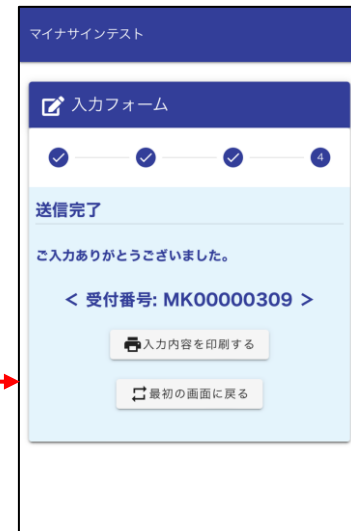 マイナサインテスト
入力フォーム
4
送信完了
ご入力ありがとうございました。
< 受付番号: MK00000309 >
入力内容を印刷する
最初の画面に戻る